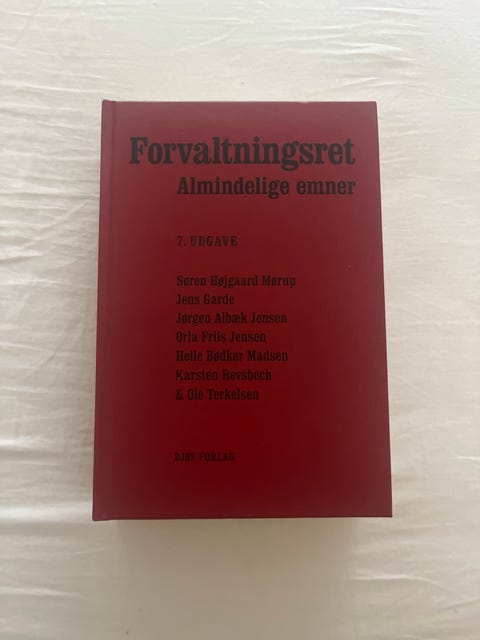 Forvaltningsret
Almindelige emner
7. UDGAVE
Søren Højgaard Mørup
Jens Garde
Jørgen Albæk Jensen
Orla Friis Jensen
Helle Bødker Madsen
Karsten Revsbech
& Ole Terkelsen
DJØF FORLAG